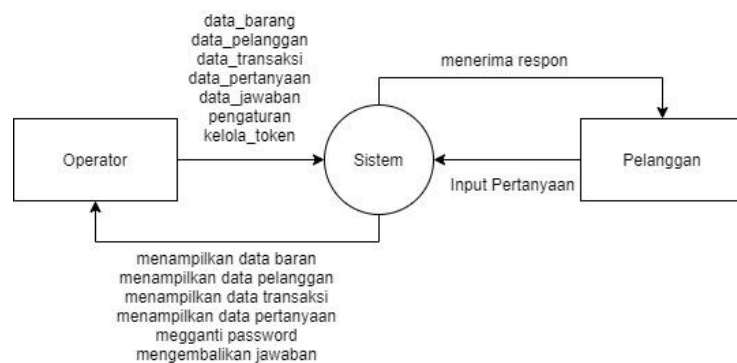 data_barang
data_pelanggan
data_transaksi
data_pertanyaan
data_jawaban
pengaturan
kelola_token
menerima respon
Operator
Sistem
Pelanggan
Input Pertanyaan
menampilkan data baran
menampilkan data pelanggan
menampilkan data transaksi
menampilkan data pertanyaan
megganti password
mengembalikan jawaban